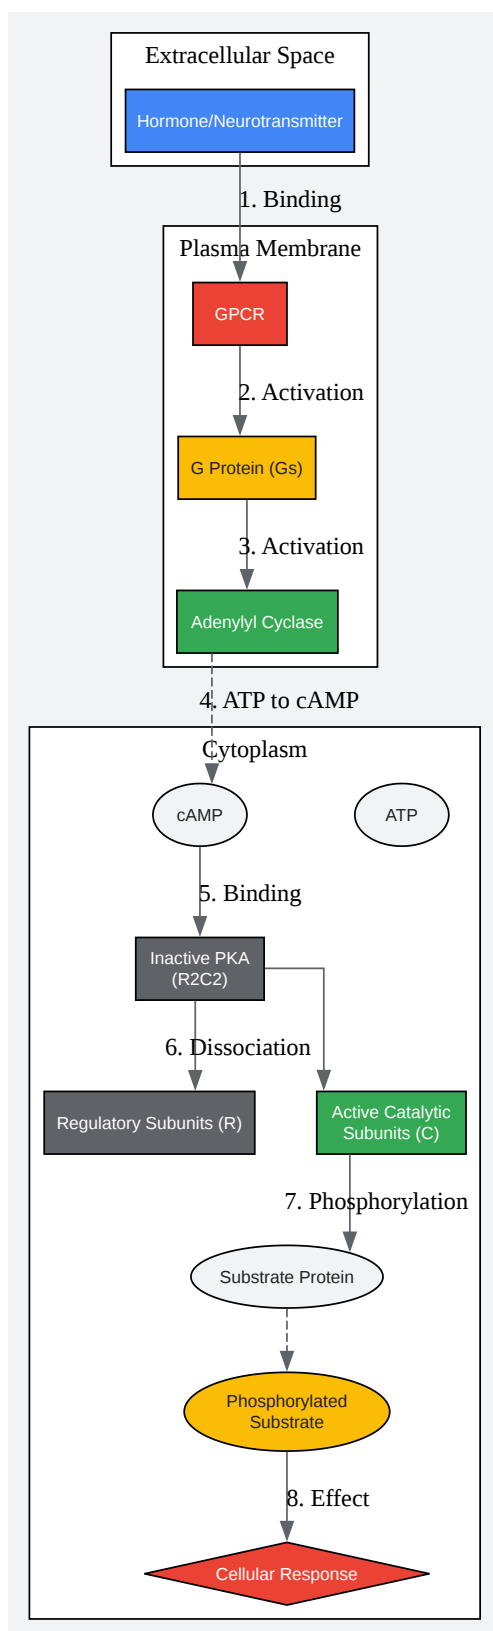 Extracellular Space
Hormone/Neurotransmitter
1. Binding
Plasma Membrane
GPCR
2. Activation
G Protein (Gs)
3. Activation
Adenylyl Cyclase
4. ATP to cAMP
Cytoplasm
cAMP
ATP
5. Binding
Inactive PKA
(R2C2)
6. Dissociation
Regulatory Subunits (R)
Active Catalytic
Subunits (C)
7. Phosphorylation
Substrate Protein
Phosphorylated
Substrate
8. Effect
Cellular Response